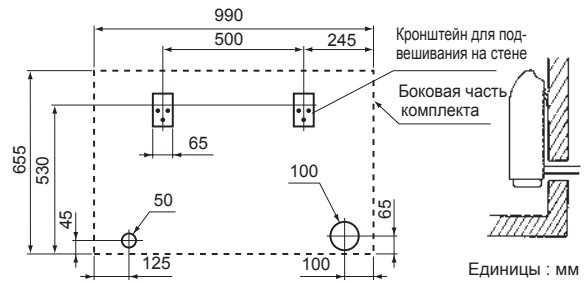 990
500
245
Кронштейн для под-
вешивания на стене
Боковая часть
комплекта
655
530
65
100
50
45
65
125
100
Единицы : мм